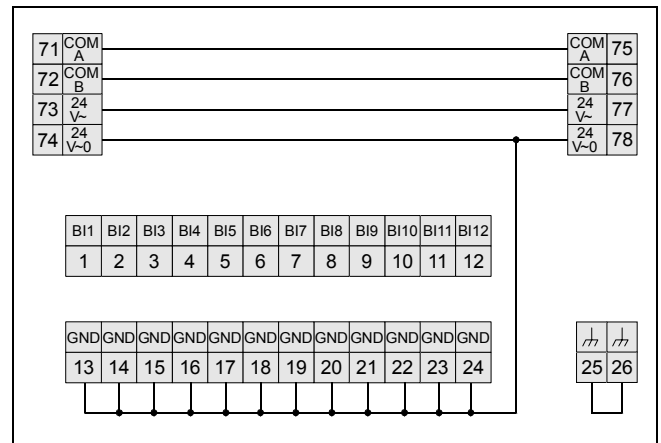 71 COM A COM A 75
72 COM B COM B 76
73 24 V~ 24 V~ 77
74 24 V~0 24 V~0 78
BI1 BI2 BI3 BI4 BI5 BI6 BI7 BI8 BI9 BI10 BI11 BI12
1 2 3 4 5 6 7 8 9 10 11 12
GND GND GND GND GND GND GND GND GND GND GND GND
13 14 15 16 17 18 19 20 21 22 23 24 25 26